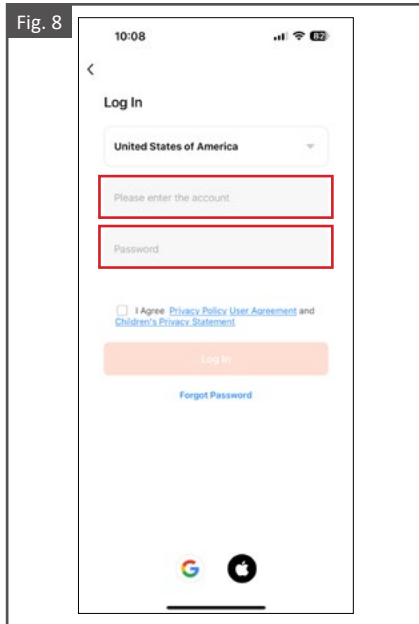 Fig. 8
10:08
82
Log In
United States of America
Please enter the account
Password
I Agree Privacy Policy User Agreement and
Children's Privacy Statement
Log In
Forgot Password